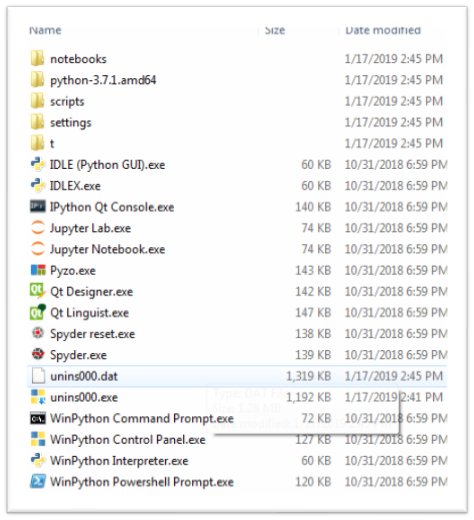 Name Size Date modified
notebooks 1/17/2019 2:45 PM
python-3.7.1.amd64 1/17/2019 2:45 PM
scripts 1/17/2019 2:45 PM
settings 1/17/2019 2:45 PM
t 1/17/2019 2:45 PM
IDLE (Python GUI).exe 60 KB 10/31/2018 6:59 PM
IDLEX.exe 60 KB 10/31/2018 6:59 PM
IPython Qt Console.exe 140 KB 10/31/2018 6:59 PM
Jupyter Lab.exe 74 KB 10/31/2018 6:59 PM
Jupyter Notebook.exe 74 KB 10/31/2018 6:59 PM
Pyzo.exe 143 KB 10/31/2018 6:59 PM
Qt Designer.exe 142 KB 10/31/2018 6:59 PM
Qt Linguist.exe 147 KB 10/31/2018 6:59 PM
Spyder reset.exe 138 KB 10/31/2018 6:59 PM
Spyder.exe 139 KB 10/31/2018 6:59 PM
unins000.dat 1,319 KB 1/17/2019 2:45 PM
unins000.exe 1,192 KB 1/17/2019 2:41 PM
WinPython Command Prompt.exe 72 KB 10/31/2018 6:59 PM
WinPython Control Panel.exe 127 KB 10/31/2018 6:59 PM
WinPython Interpreter.exe 60 KB 10/31/2018 6:59 PM
WinPython Powershell Prompt.exe 120 KB 10/31/2018 6:59 PM